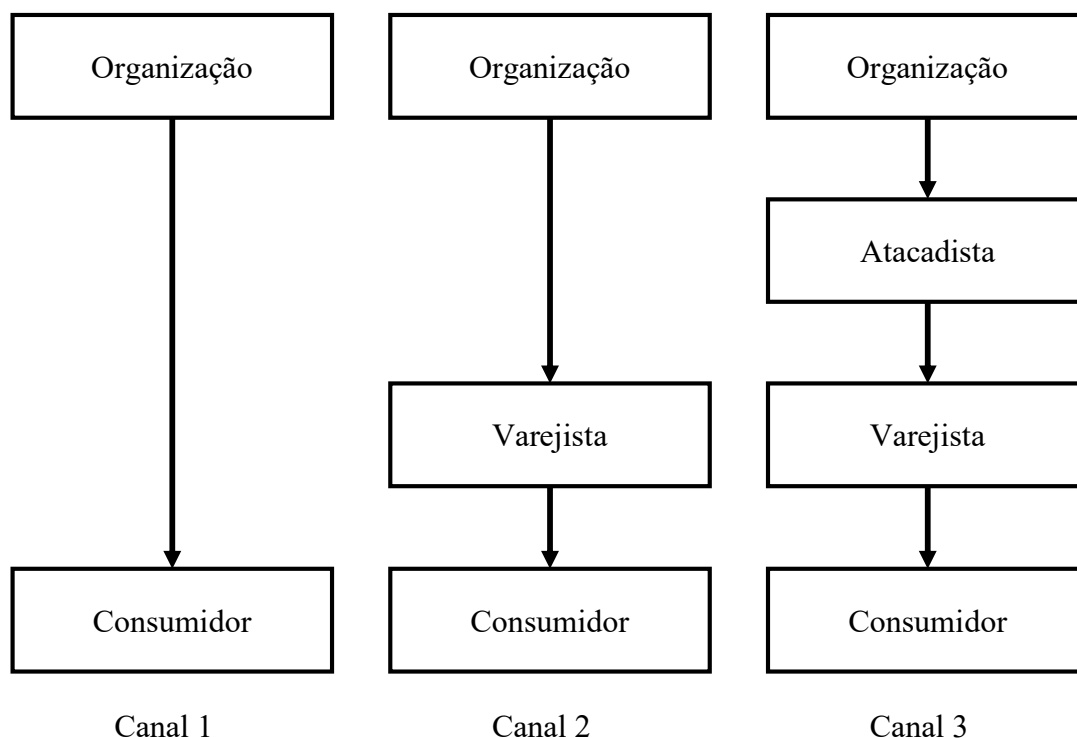 Organização
Organização
Organização
Atacadista
Varejista
Varejista
Consumidor
Consumidor
Consumidor
Canal 1
Canal 2
Canal 3